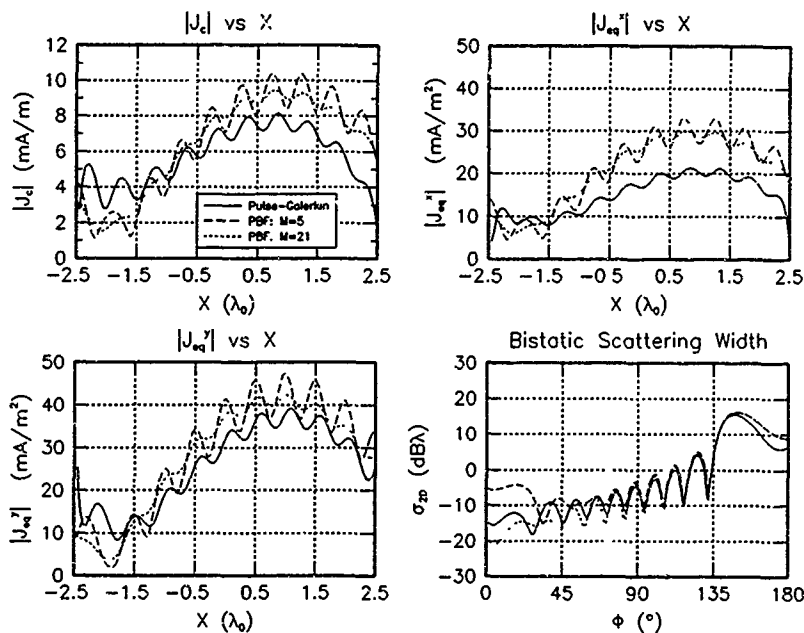 |J_c| vs X
12
10
8
6
4
2
0
|J_c| (mA/m)
Pulse-Galerkin
PBF: M=5
PBF. M=21
-2.5 -1.5 -0.5 0.5 1.5 2.5
X (λ₀)
|J_eq^x| vs X
50
40
30
20
10
0
|J_eq^x| (mA/m²)
-2.5 -1.5 -0.5 0.5 1.5 2.5
X (λ₀)
|J_eq^y| vs X
50
40
30
20
10
0
|J_eq^y| (mA/m²)
-2.5 -1.5 -0.5 0.5 1.5 2.5
X (λ₀)
Bistatic Scattering Width
30
20
10
0
-10
-20
-30
σ_2D (dBλ)
0 45 90 135 180
Φ (°)